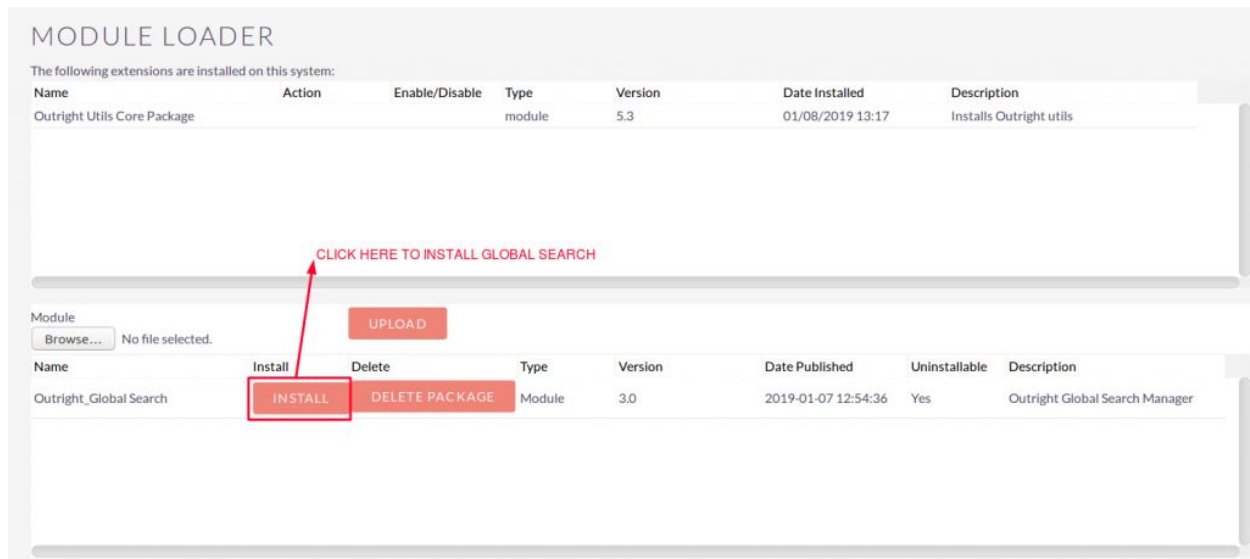 MODULE LOADER
The following extensions are installed on this system:
Name Action Enable/Disable Type Version Date Installed Description
Outright Utils Core Package module 5.3 01/08/2019 13:17 Installs Outright utils
CLICK HERE TO INSTALL GLOBAL SEARCH
Module
UPLOAD
Browse... No file selected.
Name Install Delete Type Version Date Published Uninstallable Description
Outright_Global Search INSTALL DELETE PACKAGE Module 3.0 2019-01-07 12:54:36 Yes Outright Global Search Manager